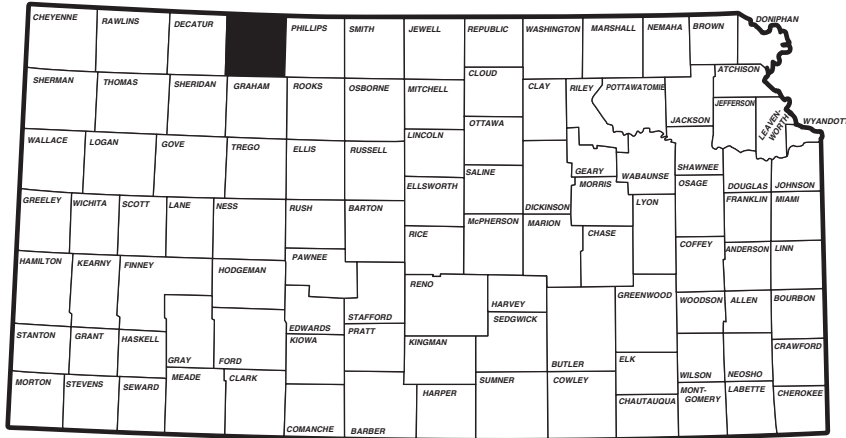 CHEYENNE
RAWLINS
DECATUR
PHILLIPS
SMITH
JEWELL
REPUBLIC
WASHINGTON
MARSHALL
NEMAHA
BROWN
DONIPHAN
SHERMAN
THOMAS
SHERIDAN
GRAHAM
ROOKS
OSBORNE
MITCHELL
CLOUD
CLAY
RILEY
POTTAWATOMIE
ATCHISON
JACKSON
JEFFERSON
LEAVEN-
WORTH
WYANDOTT
WALLACE
LOGAN
GOVE
TREGO
ELLIS
RUSSELL
LINCOLN
OTTAWA
SALINE
ELLSWORTH
DICKINSON
GEARY
MORRIS
WABAUNSE
SHAWNEE
OSAGE
DOUGLAS
JOHNSON
GREELEY
WICHITA
SCOTT
LANE
NESS
RUSH
BARTON
RICE
McPHERSON
MARION
CHASE
LYON
FRANKLIN
MIAMI
HAMILTON
KEARNY
FINNEY
HODGEMAN
PAWNEE
STAFFORD
RENO
HARVEY
SEDGWICK
GREENWOOD
COFFEY
ANDERSON
LINN
WOODSON
ALLEN
BOURBON
STANTON
GRANT
HASKELL
GRAY
FORD
EDWARDS
KIOWA
PRATT
KINGMAN
BUTLER
ELK
WILSON
NEOSHO
CRAWFORD
MORTON
STEVENS
SEWARD
MEADE
CLARK
COMANCHE
BARBER
HARPER
SUMNER
COWLEY
CHAUTAUQUA
MONT-
GOMERY
LABETTE
CHEROKEE